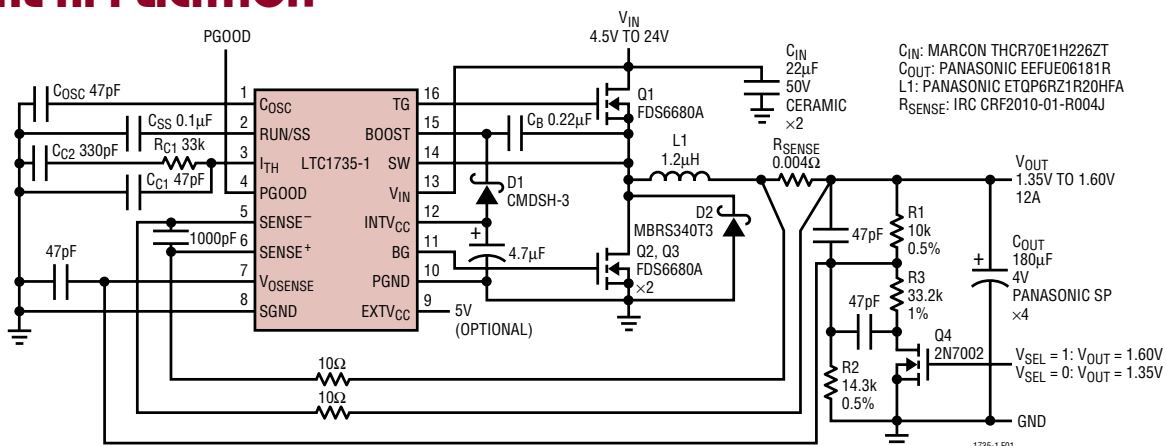 PGOOD
VIN
4.5V TO 24V
CIN
22µF
50V
CERAMIC
×2
CIN: MARCON THCR70E1H226ZT
COUT: PANASONIC EEFUE06181R
L1: PANASONIC ETQP6RZ1R20HFA
RSENSE: IRC CRF2010-01-R004J
COSC 47pF
CSS 0.1µF
CC2 330pF
RC1 33k
CC1 47pF
1000pF
47pF
1
2
3
4
5
6
7
8
COSC
RUN/SS
ITH
PGOOD
SENSE–
SENSE+
VOSENSE
SGND
LTC1735-1
TG
BOOST
SW
VIN
INTVCC
BG
PGND
EXTVCC
16
15
14
13
12
11
10
9
CB 0.22µF
D1
CMDSH-3
+
4.7µF
5V
(OPTIONAL)
Q1
FDS6680A
L1
1.2µH
RSENSE
0.004Ω
D2
MBRS340T3
Q2, Q3
FDS6680A
×2
VOUT
1.35V TO 1.60V
12A
47pF
R1
10k
0.5%
R3
33.2k
1%
47pF
Q4
2N7002
R2
14.3k
0.5%
COUT
+
180µF
4V
PANASONIC SP
×4
VSEL = 1: VOUT = 1.60V
VSEL = 0: VOUT = 1.35V
GND
10Ω
10Ω
1735-1 F01